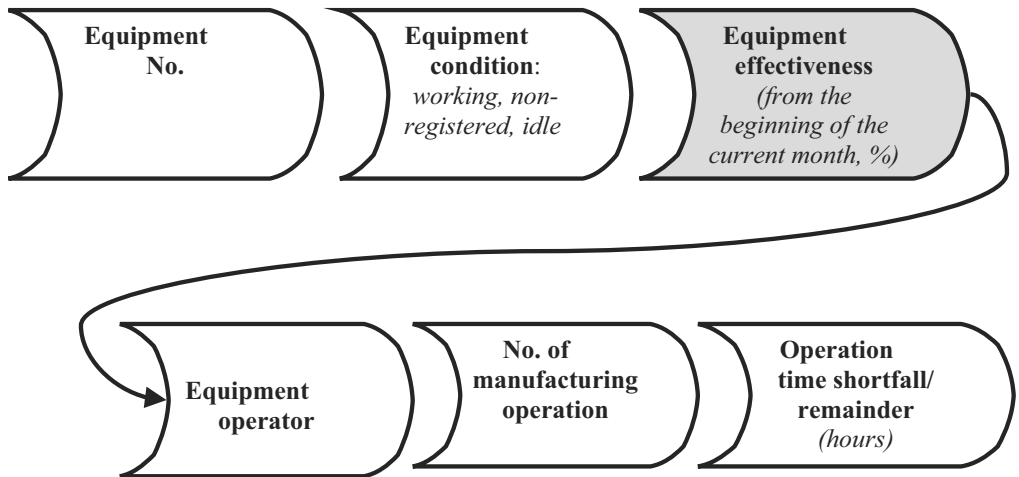 Equipment
No.
Equipment
condition:
working, non-
registered, idle
Equipment
effectiveness
(from the
beginning of the
current month, %)
Equipment
operator
No. of
manufacturing
operation
Operation
time shortfall/
remainder
(hours)